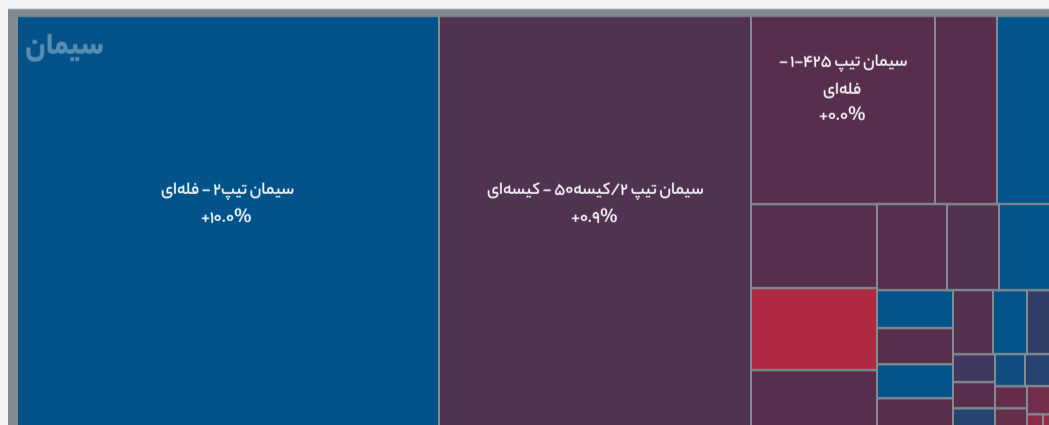 سیمان
سیمان تیپ۲ - فله‌ای
+۱۰.۰%
سیمان تیپ ۲/کیسه۵۰ - کیسه‌ای
+۰.۹%
سیمان تیپ ۴۲۵-۱ -
فله‌ای
+۰.۰%